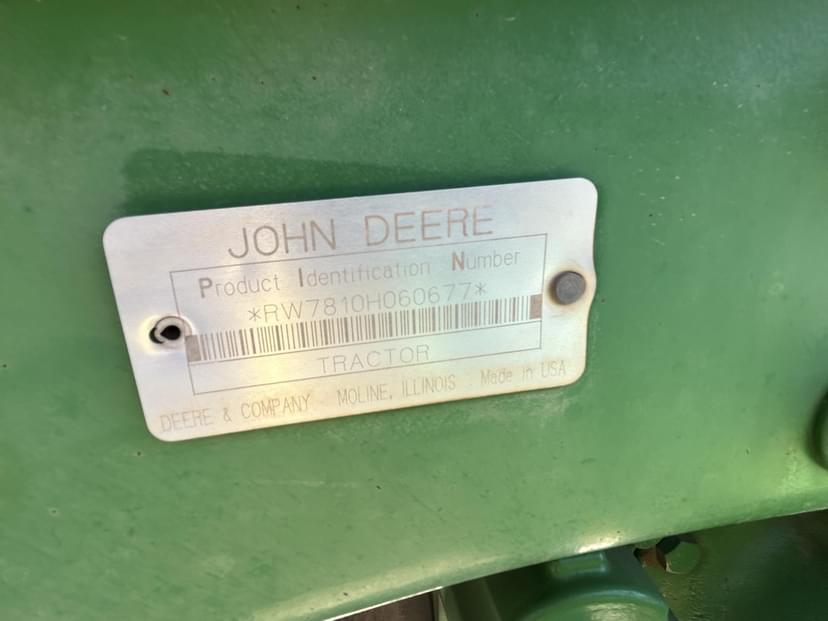 JOHN DEERE
Product Identification Number
*RW7810H060677*
TRACTOR
DEERE & COMPANY MOLINE, ILLINOIS Made in USA